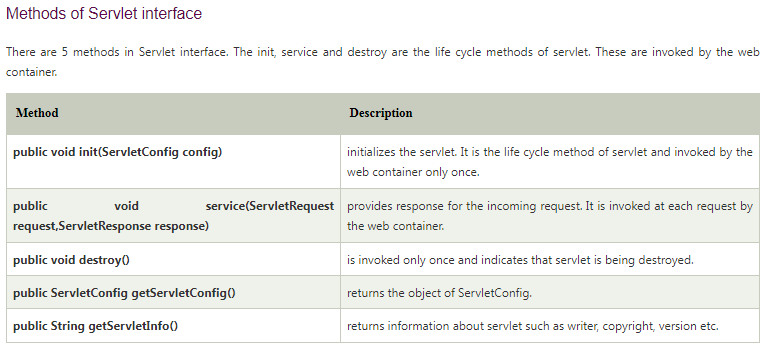 Methods of Servlet interface
There are 5 methods in Servlet interface. The init, service and destroy are the life cycle methods of servlet. These are invoked by the web
container.
Method Description
public void init(ServletConfig config) initializes the servlet. It is the life cycle method of servlet and invoked by the
web container only once.
public void service(ServletRequest provides response for the incoming request. It is invoked at each request by
request,ServletResponse response) the web container.
public void destroy() is invoked only once and indicates that servlet is being destroyed.
public ServletConfig getServletConfig() returns the object of ServletConfig.
public String getServletInfo() returns information about servlet such as writer, copyright, version etc.